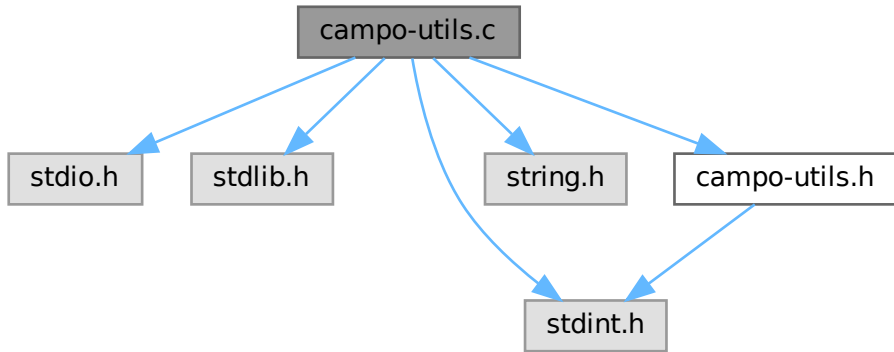 campo-utils.c
stdio.h
stdlib.h
string.h
campo-utils.h
stdint.h